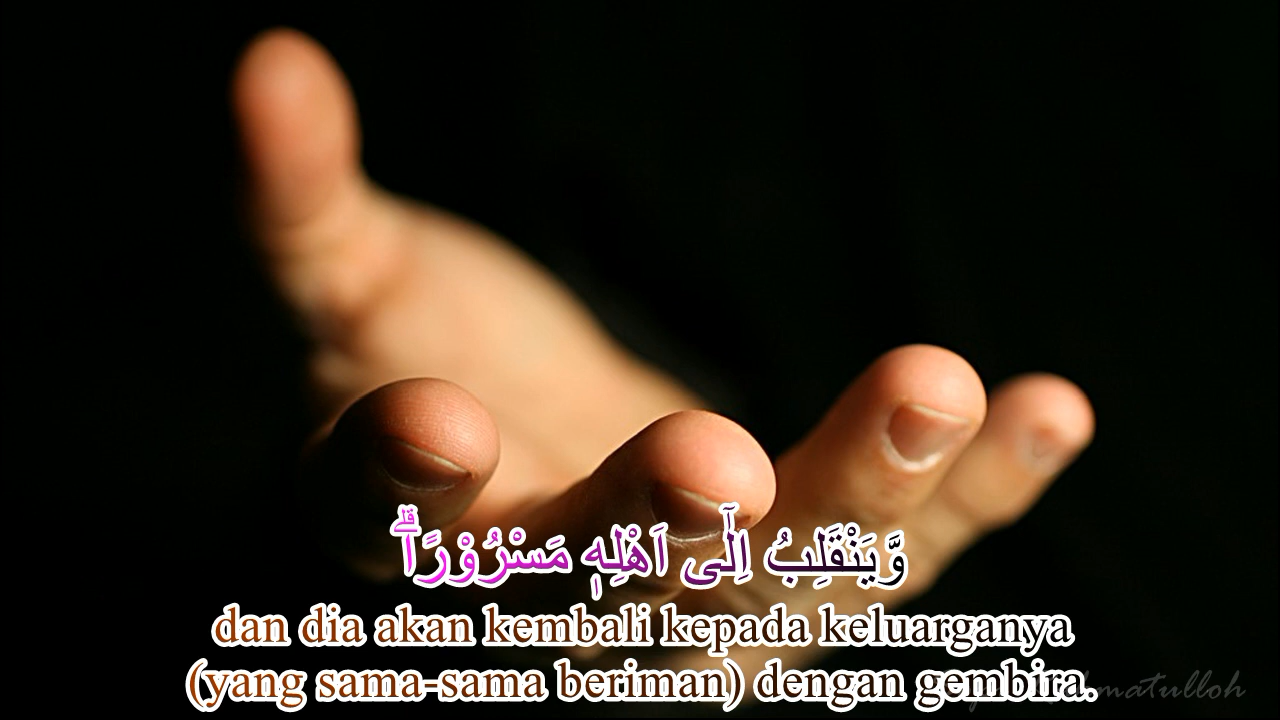 وَّيَنْقَلِبُ اِلٰٓى اَهْلِهٖ مَسْرُوْرًاۗ
dan dia akan kembali kepada keluarganya
(yang sama-sama beriman) dengan gembira.